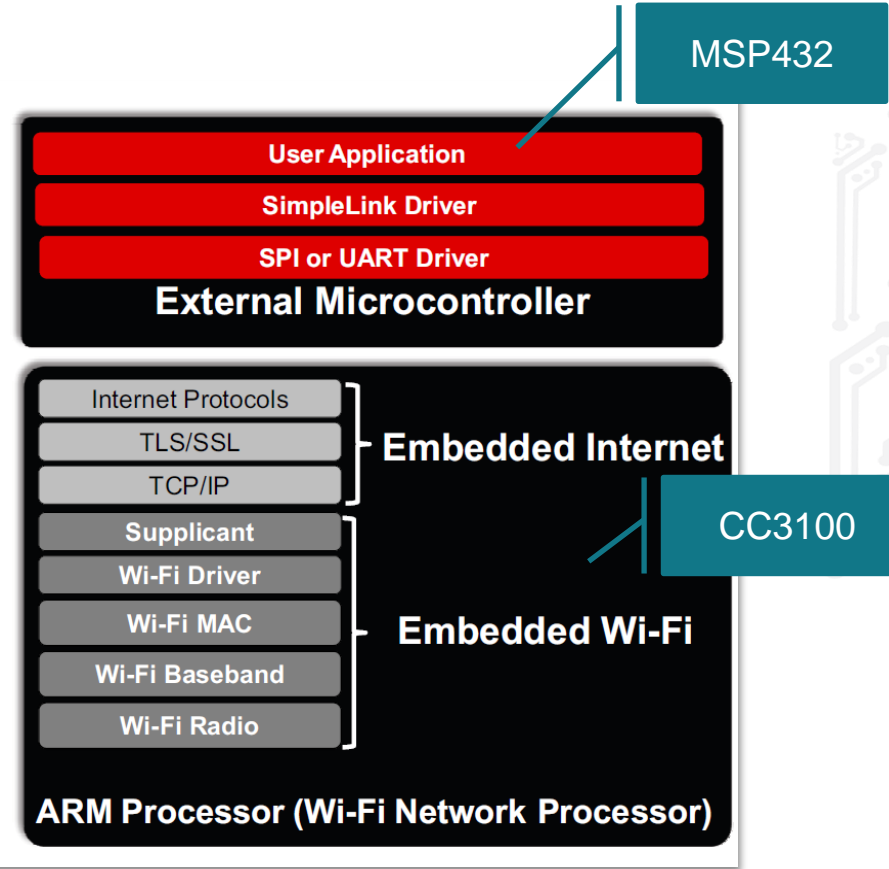 MSP432
User Application
SimpleLink Driver
SPI or UART Driver
External Microcontroller
Internet Protocols
TLS/SSL
TCP/IP
Embedded Internet
Supplicant
Wi-Fi Driver
Wi-Fi MAC
Wi-Fi Baseband
Wi-Fi Radio
Embedded Wi-Fi
CC3100
ARM Processor (Wi-Fi Network Processor)